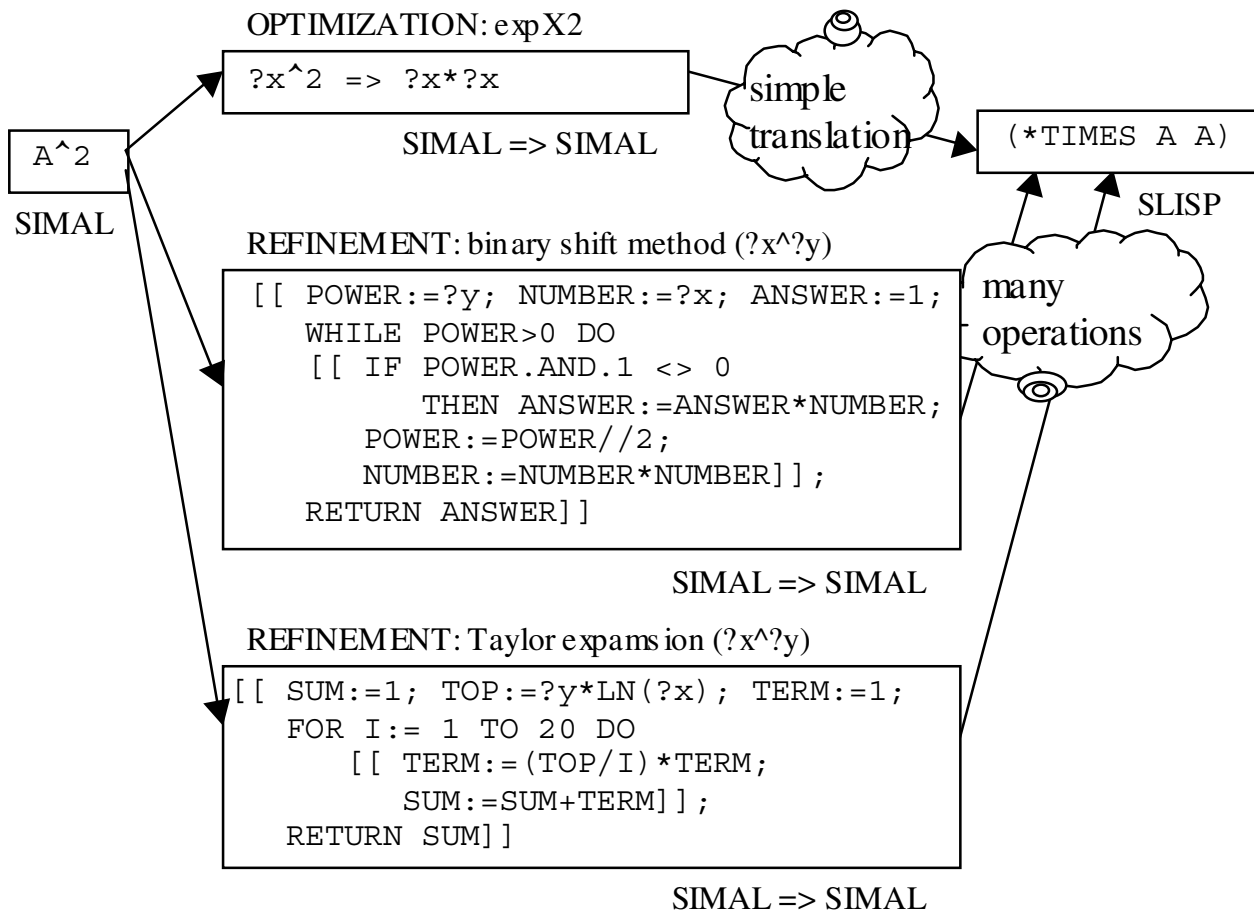 OPTIMIZATION: expX2
?x^2 => ?x*?x
SIMAL => SIMAL
simple
translation
(*TIMES A A)
SLISP
A^2
SIMAL
REFINEMENT: binary shift method (?x^?y)
[[ POWER:=?y; NUMBER:=?x; ANSWER:=1;
WHILE POWER>0 DO
[[ IF POWER.AND.1 <> 0
THEN ANSWER:=ANSWER*NUMBER;
POWER:=POWER//2;
NUMBER:=NUMBER*NUMBER]];
RETURN ANSWER]]
many
operations
SIMAL => SIMAL
REFINEMENT: Taylor expamsion (?x^?y)
[[ SUM:=1; TOP:=?y*LN(?x); TERM:=1;
FOR I:= 1 TO 20 DO
[[ TERM:=(TOP/I)*TERM;
SUM:=SUM+TERM]];
RETURN SUM]]
SIMAL => SIMAL